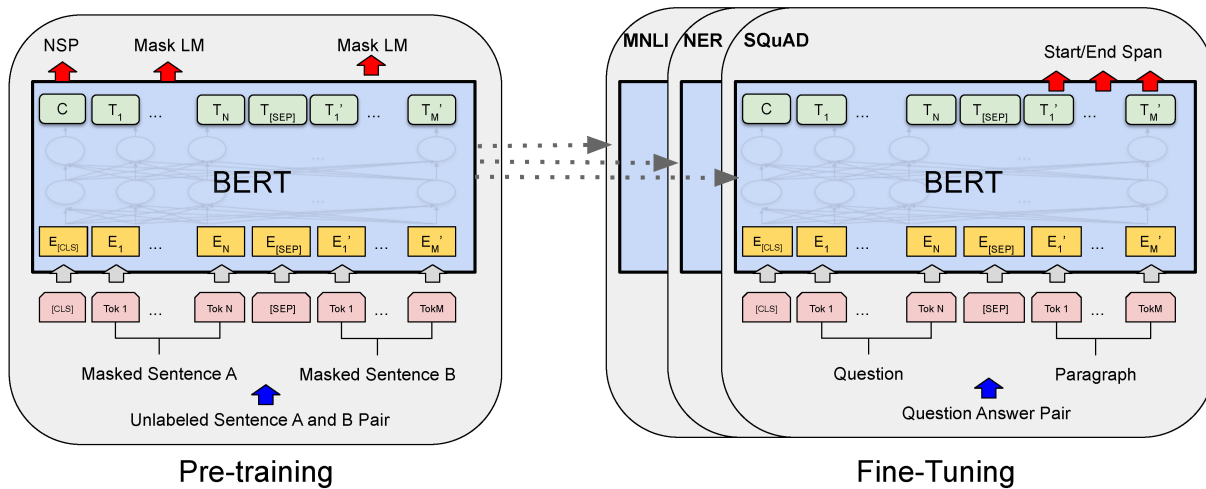 NSP Mask LM Mask LM
C T1 ... TN T[SEP] T1’ ... TM’
...
BERT
...
E[CLS] E1 ... EN E[SEP] E1’ ... EM’
[CLS] Tok 1 ... Tok N [SEP] Tok 1 ... TokM
Masked Sentence A Masked Sentence B
Unlabeled Sentence A and B Pair
Pre-training
MNLI NER SQuAD
Start/End Span
C T1 ... TN T[SEP] T1’ ... TM’
...
BERT
...
E[CLS] E1 ... EN E[SEP] E1’ ... EM’
[CLS] Tok 1 ... Tok N [SEP] Tok 1 ... TokM
Question Paragraph
Question Answer Pair
Fine-Tuning